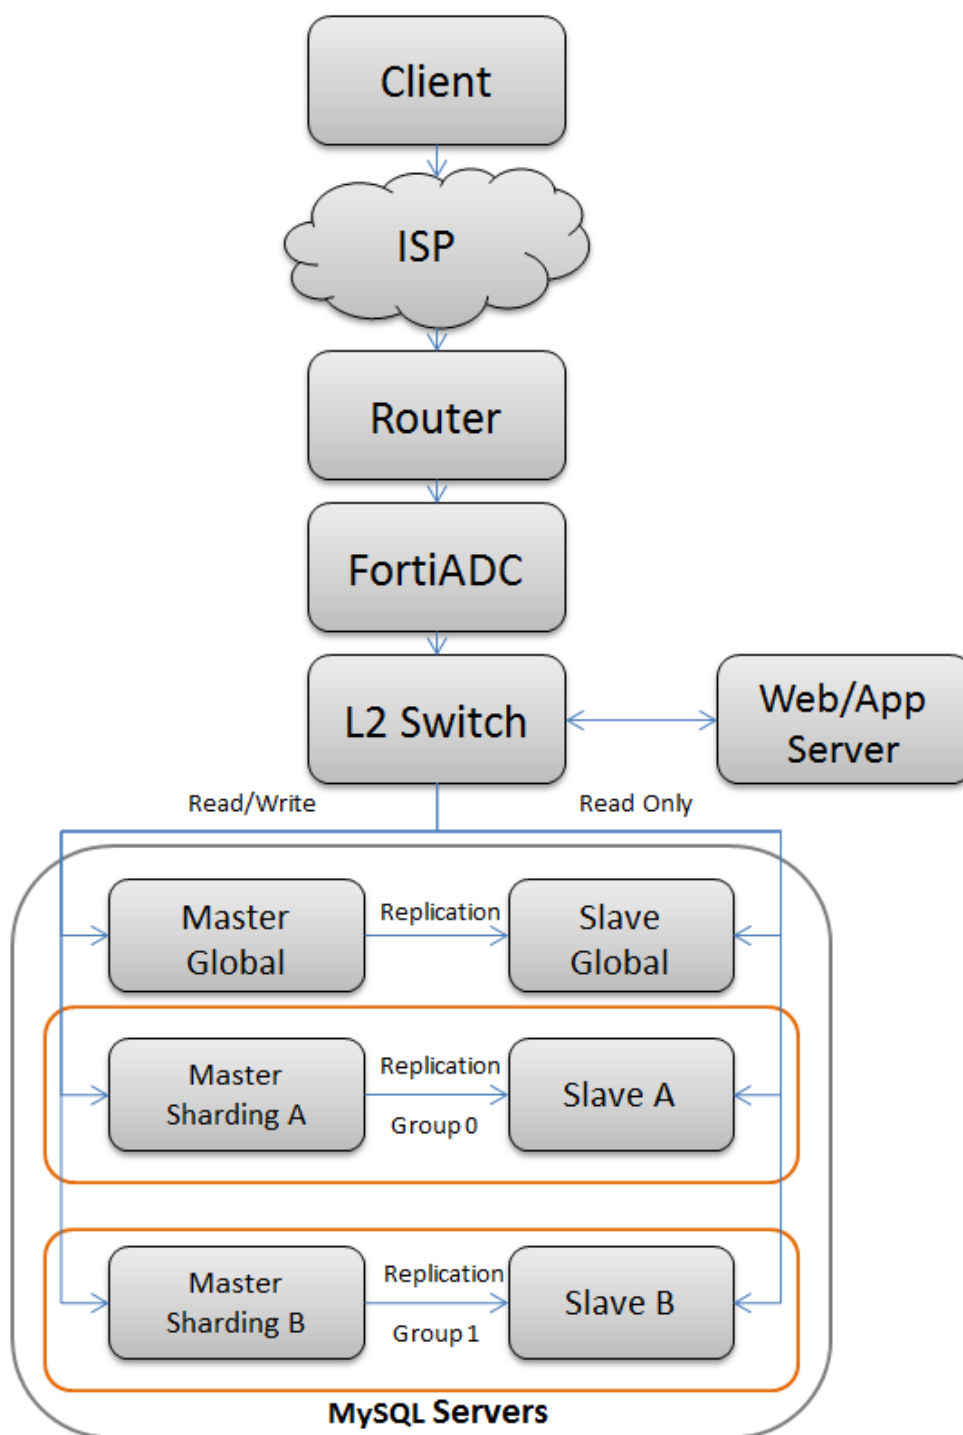 Client
ISP
Router
FortiADC
L2 Switch
Web/App
Server
Read/Write
Read Only
Master
Global
Replication
Slave
Global
Master
Sharding A
Replication
Group 0
Slave A
Master
Sharding B
Replication
Group 1
Slave B
MySQL Servers